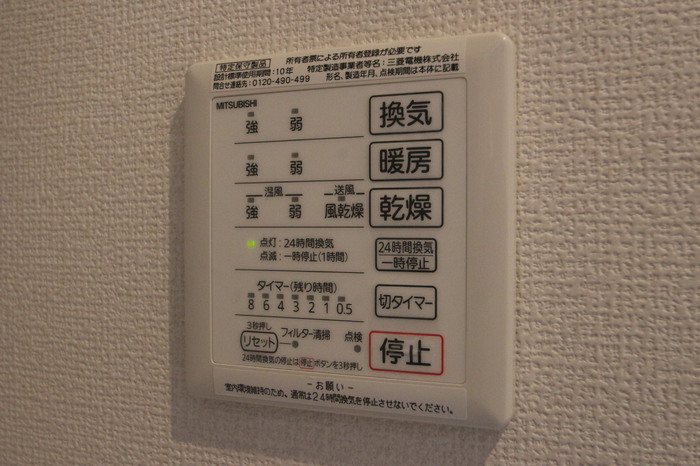 特定保守製品 所有者票による所有者登録が必要です
設計標準使用期間:10年 特定製造事業者等名:三菱電機株式会社
問合せ連絡先:0120-490-499 形名、製造年月、点検期間は本体に記載
MITSUBISHI
強 弱 換気
強 弱 暖房
温風 送風
強 弱 風乾燥 乾燥
点灯:24時間換気 24時間換気
点滅:一時停止(1時間) 一時停止
タイマー(残り時間)
8 6 4 3 2 1 0.5 切タイマー
3秒押し
リセット フィルター清掃 点検 停止
24時間換気の停止は停止ボタンを3秒押し
-お願い-
室内環境維持のため、通常は24時間換気を停止させないでください。